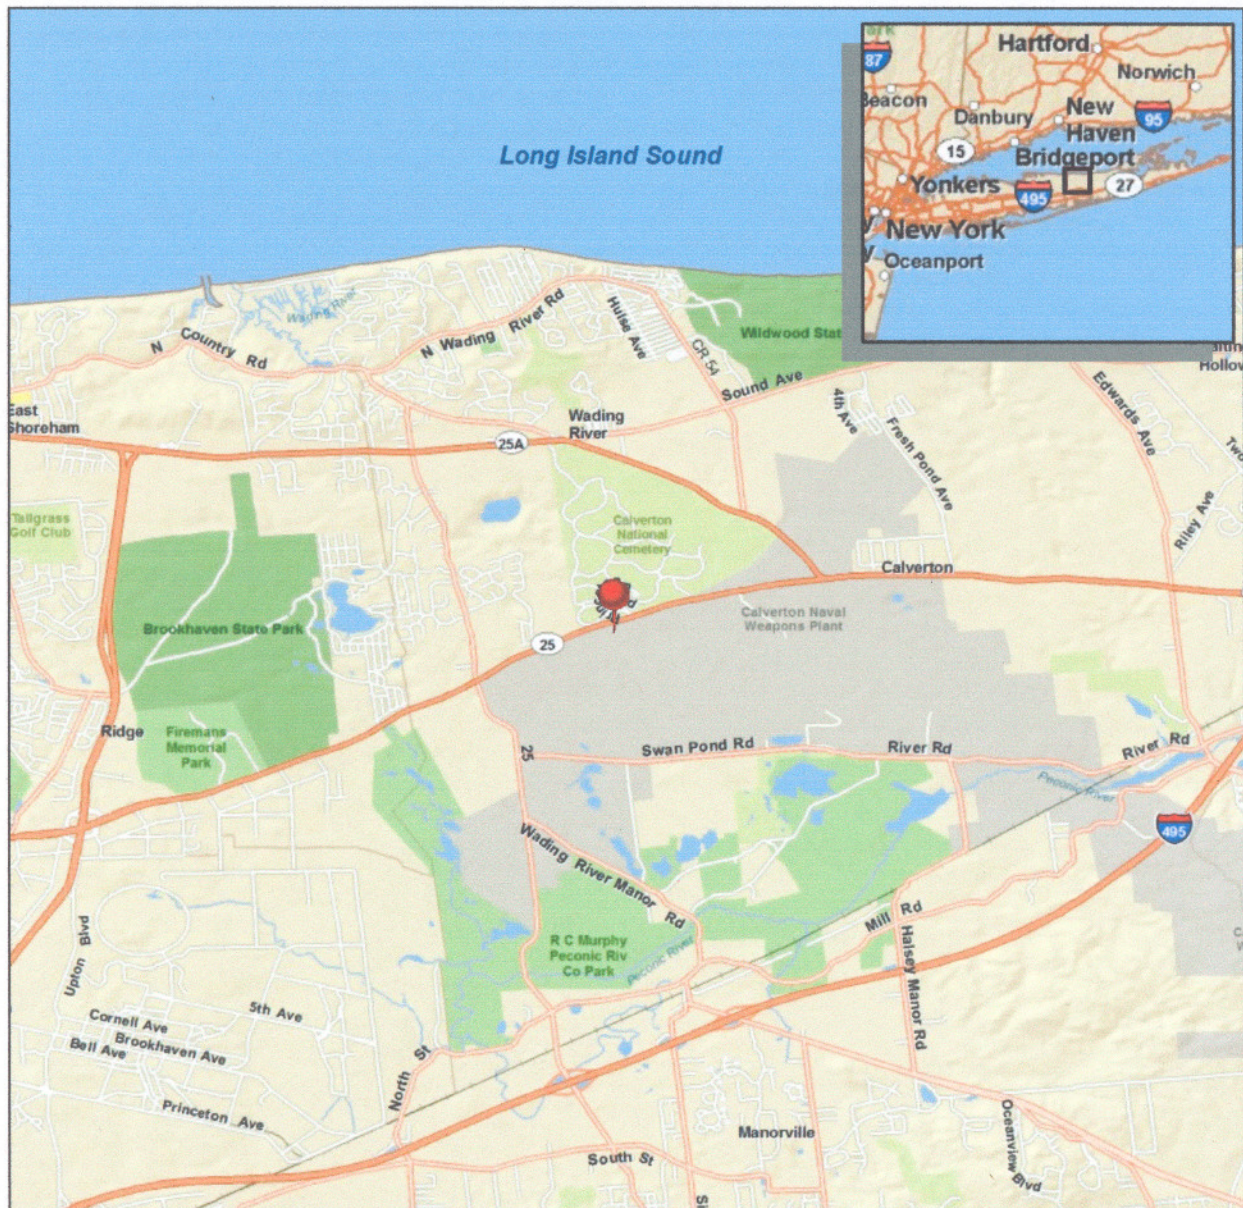 Long Island Sound
ark
87
Hartford
Norwich
Beacon
Danbury
New
Haven
95
15
Bridgeport
Yonkers
495
27
New York
Oceanport
Wading River
N Country Rd
N Wading River Rd
Hulse Ave
CR 54
Wildwood Stat
Sound Ave
Hollow
Edwards Ave
East
Shoreham
25A
Wading
River
4th Ave
Fresh Pond Ave
Two
Riley Ave
Tallgrass
Golf Club
Calverton
National
Cemetery
Calverton
Brookhaven State Park
25
Calverton Naval
Weapons Plant
Ridge
Firemans
Memorial
Park
25
Swan Pond Rd
River Rd
River Rd
Peconic River
495
Wading River Manor Rd
Mill Rd
Halsey Manor Rd
Upton Blvd
R C Murphy
Peconic Riv
Co Park
Peconic River
5th Ave
Cornell Ave
Brookhaven Ave
Bell Ave
North St
Princeton Ave
Manorville
Oceanview Blvd
South St